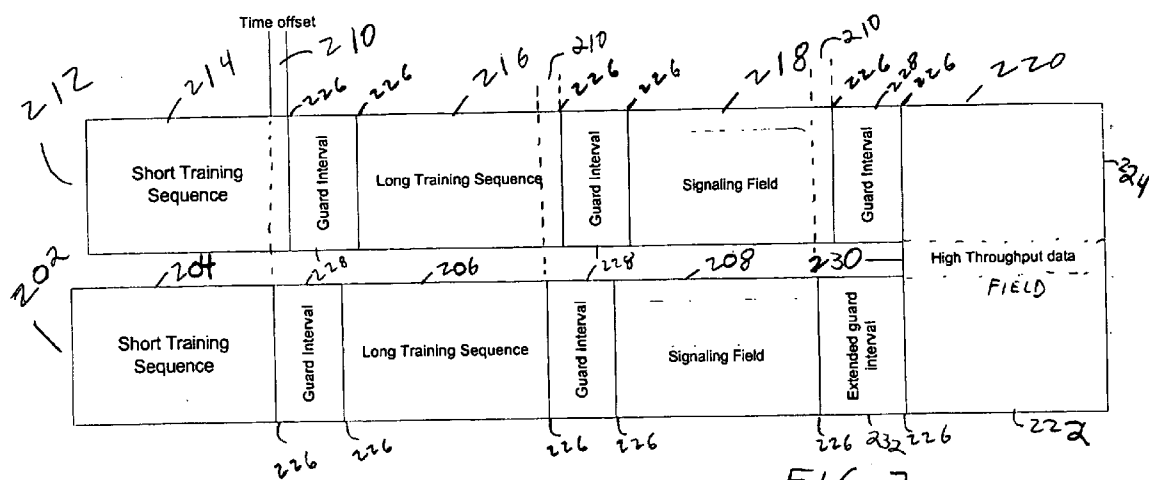 Time offset
210
212
214
216
210
218
210
220
226
226
226
226
226
228
226
Short Training
Sequence
Guard Interval
Long Training Sequence
Guard Interval
Signaling Field
Guard Interval
224
202
204
228
206
228
208
230
High Throughput data
FIELD
Short Training
Sequence
Guard Interval
Long Training Sequence
Guard Interval
Signaling Field
Extended guard
interval
226
226
226
226
226
232
226
222